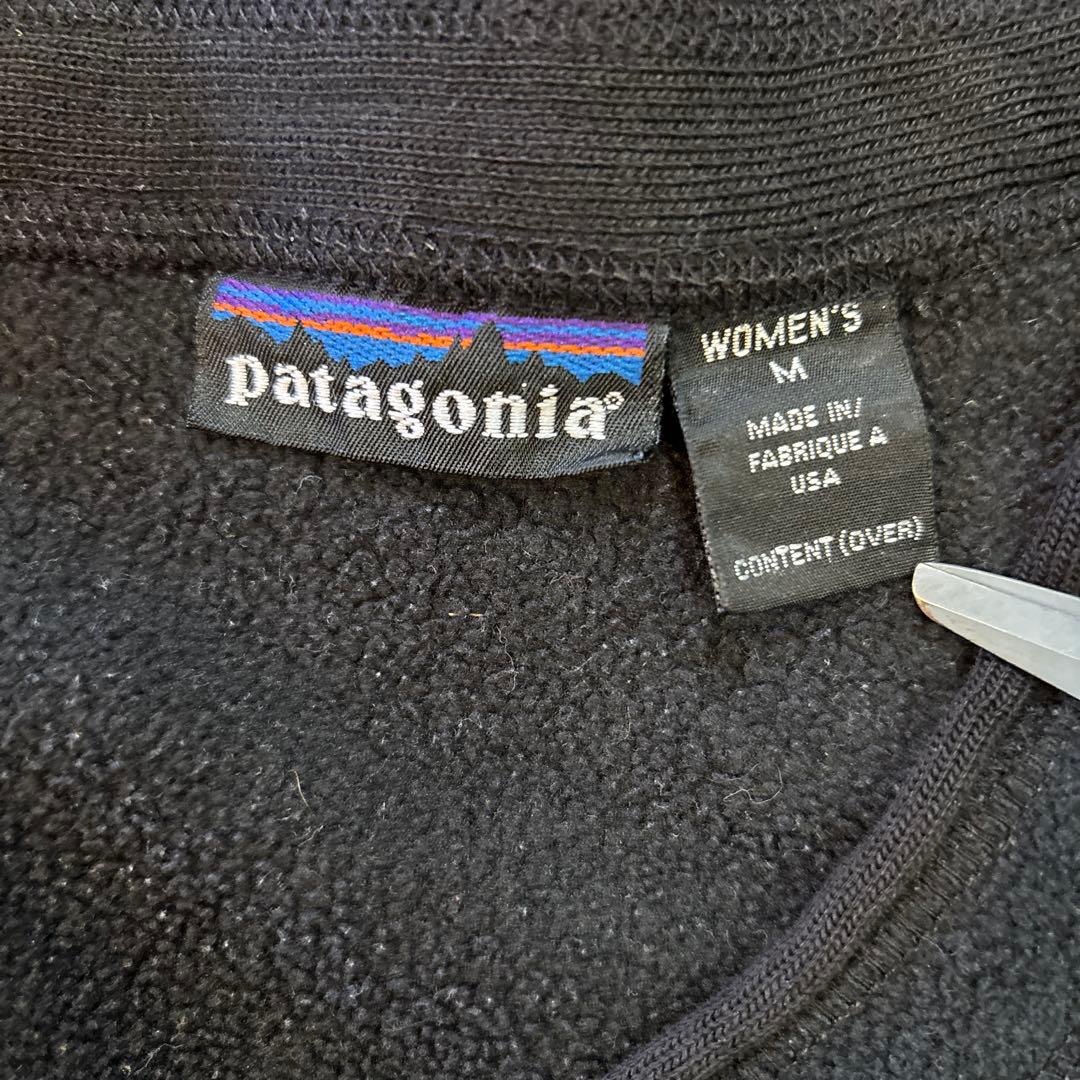 patagonia®
WOMEN'S
M
MADE IN/
FABRIQUE A
USA
CONTENT (OVER)